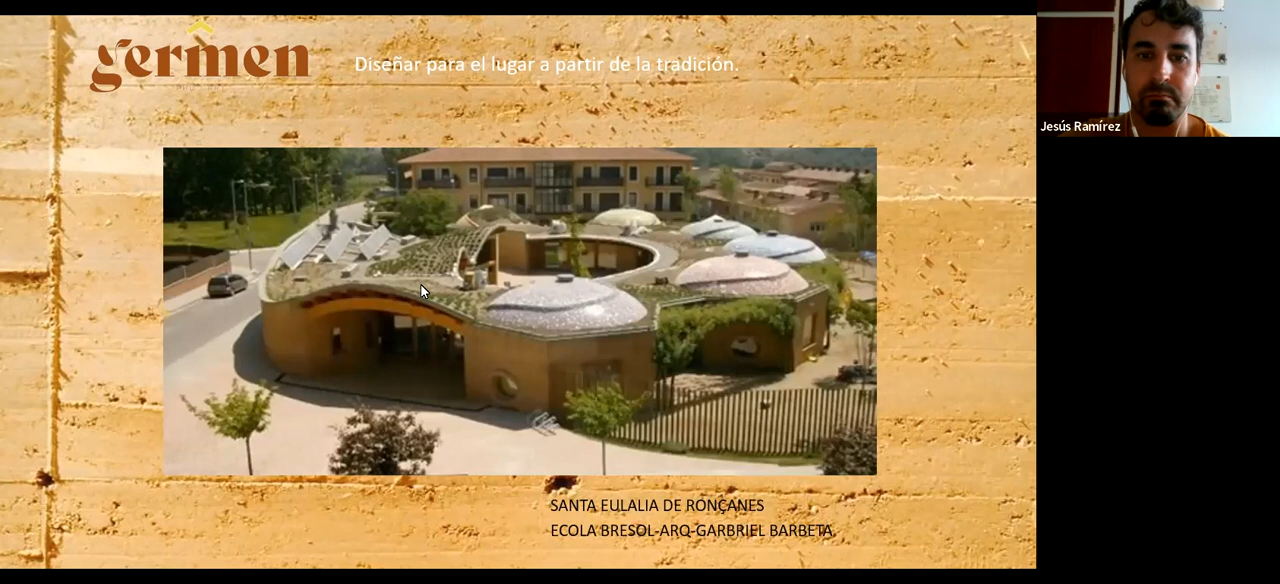 germen
Diseñar para el lugar a partir de la tradición.
Jesús Ramírez
SANTA EULALIA DE RONÇANES
ECOLA BRESOL-ARQ-GARBRIEL BARBETA